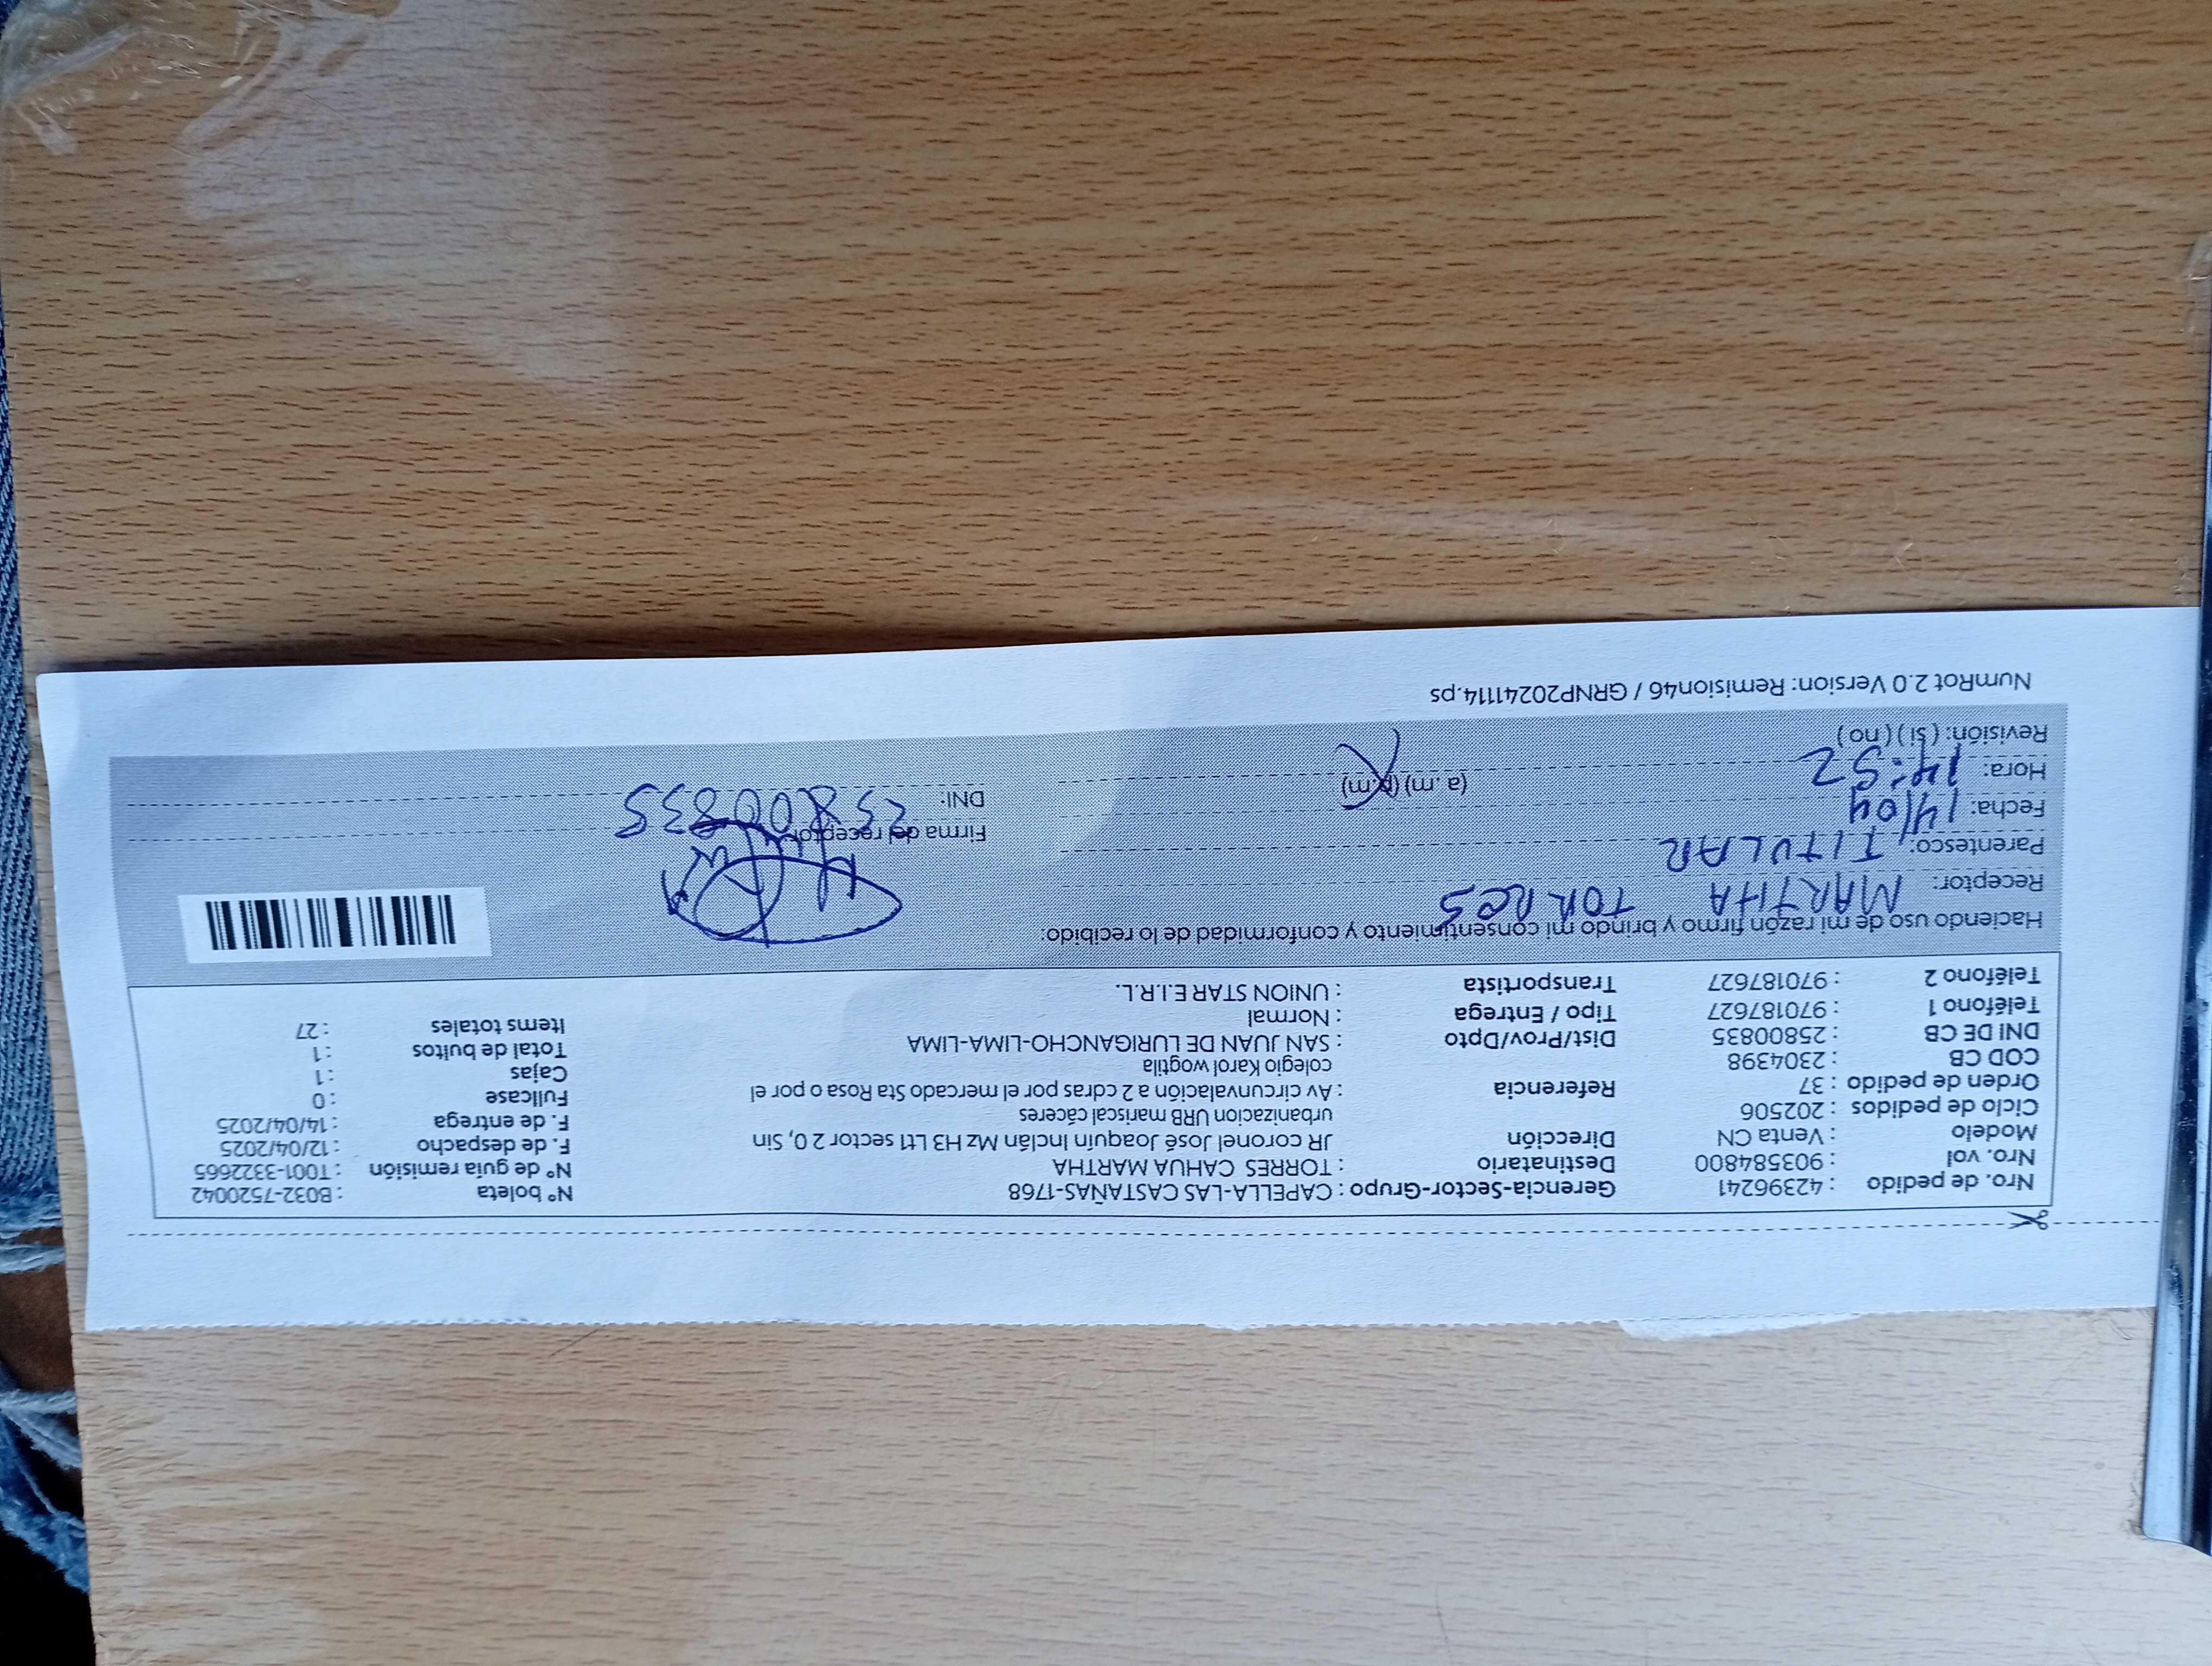 Nro. de pedido : 42396241 Gerencia-Sector-Grupo : CAPELLA-LAS CASTAÑAS-1768 N° boleta : B032-7520042
Nro. vol : 903584800 Destinatario : TORRES CAHUA MARTHA N° de guía remisión : T001-3322665
Modelo : Venta CN Dirección JR coronel José Joaquín Inclán Mz H3 Lt1 sector 2 0, Sin F. de despacho : 12/04/2025
Ciclo de pedidos : 202506 urbanizacion URB mariscal cáceres F. de entrega : 14/04/2025
Orden de pedido : 37 Referencia : Av circunvalación a 2 cdras por el mercado Sta Rosa o por el Fullcase : 0
COD CB : 2304398 colegio Karol wogtila Cajas : 1
DNI DE CB : 25800835 Dist/Prov/Dpto : SAN JUAN DE LURIGANCHO-LIMA-LIMA Total de bultos : 1
Teléfono 1 : 970187627 Tipo / Entrega : Normal Items totales : 27
Teléfono 2 : 970187627 Transportista : UNION STAR E.I.R.L.
Haciendo uso de mi razón firmo y brindo mi consentimiento y conformidad de lo recibido:
Receptor: MARTHA TORRES
Parentesco: TITULAR Firma del receptor
Fecha: 14/04 DNI: 25800835
Hora: 14:52 (a.m) (p.m)
Revisión: (si) (no)
NumRot 2.0 Version: Remision46 / GRNP20241114.ps